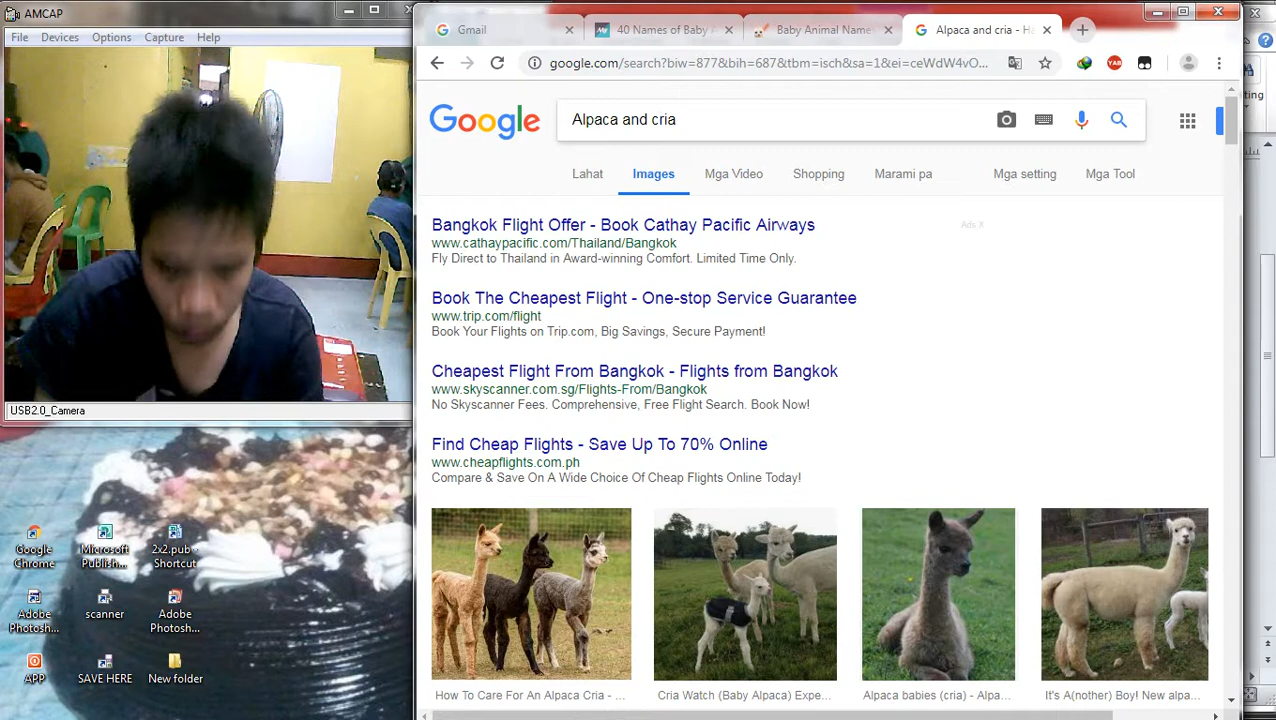 AMCAP
File Devices Options Capture Help
USB2.0_Camera
Google Chrome
Microsoft Publish...
2x2.pub - Shortcut
Adobe Photosh...
scanner
Adobe Photosh...
APP
SAVE HERE
New folder
Gmail
40 Names of Baby
Baby Animal Name
Alpaca and cria - H
google.com/search?biw=877&bih=687&tbm=isch&sa=1&ei=ceWdW4vO...
Google
Alpaca and cria
Lahat Images Mga Video Shopping Marami pa Mga setting Mga Tool
Bangkok Flight Offer - Book Cathay Pacific Airways
Ads X
www.cathaypacific.com/Thailand/Bangkok
Fly Direct to Thailand in Award-winning Comfort. Limited Time Only.
Book The Cheapest Flight - One-stop Service Guarantee
www.trip.com/flight
Book Your Flights on Trip.com, Big Savings, Secure Payment!
Cheapest Flight From Bangkok - Flights from Bangkok
www.skyscanner.com.sg/Flights-From/Bangkok
No Skyscanner Fees. Comprehensive, Free Flight Search. Book Now!
Find Cheap Flights - Save Up To 70% Online
www.cheapflights.com.ph
Compare & Save On A Wide Choice Of Cheap Flights Online Today!
How To Care For An Alpaca Cria - ...
Cria Watch (Baby Alpaca) Expe...
Alpaca babies (cria) - Alpa...
It's A(nother) Boy! New alpa...
ting